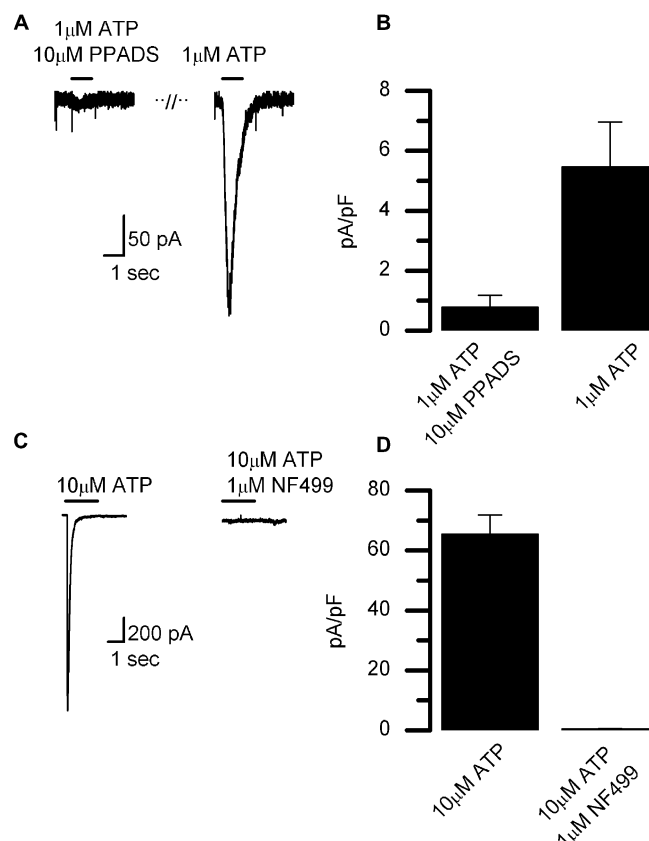 A
1µM ATP
10µM PPADS
1µM ATP
··//··
50 pA
1 sec
B
8
6
4
2
0
pA/pF
1µM ATP
10µM PPADS
1µM ATP
C
10µM ATP
10µM ATP
1µM NF499
200 pA
1 sec
D
80
60
40
20
0
pA/pF
10µM ATP
10µM ATP
1µM NF499